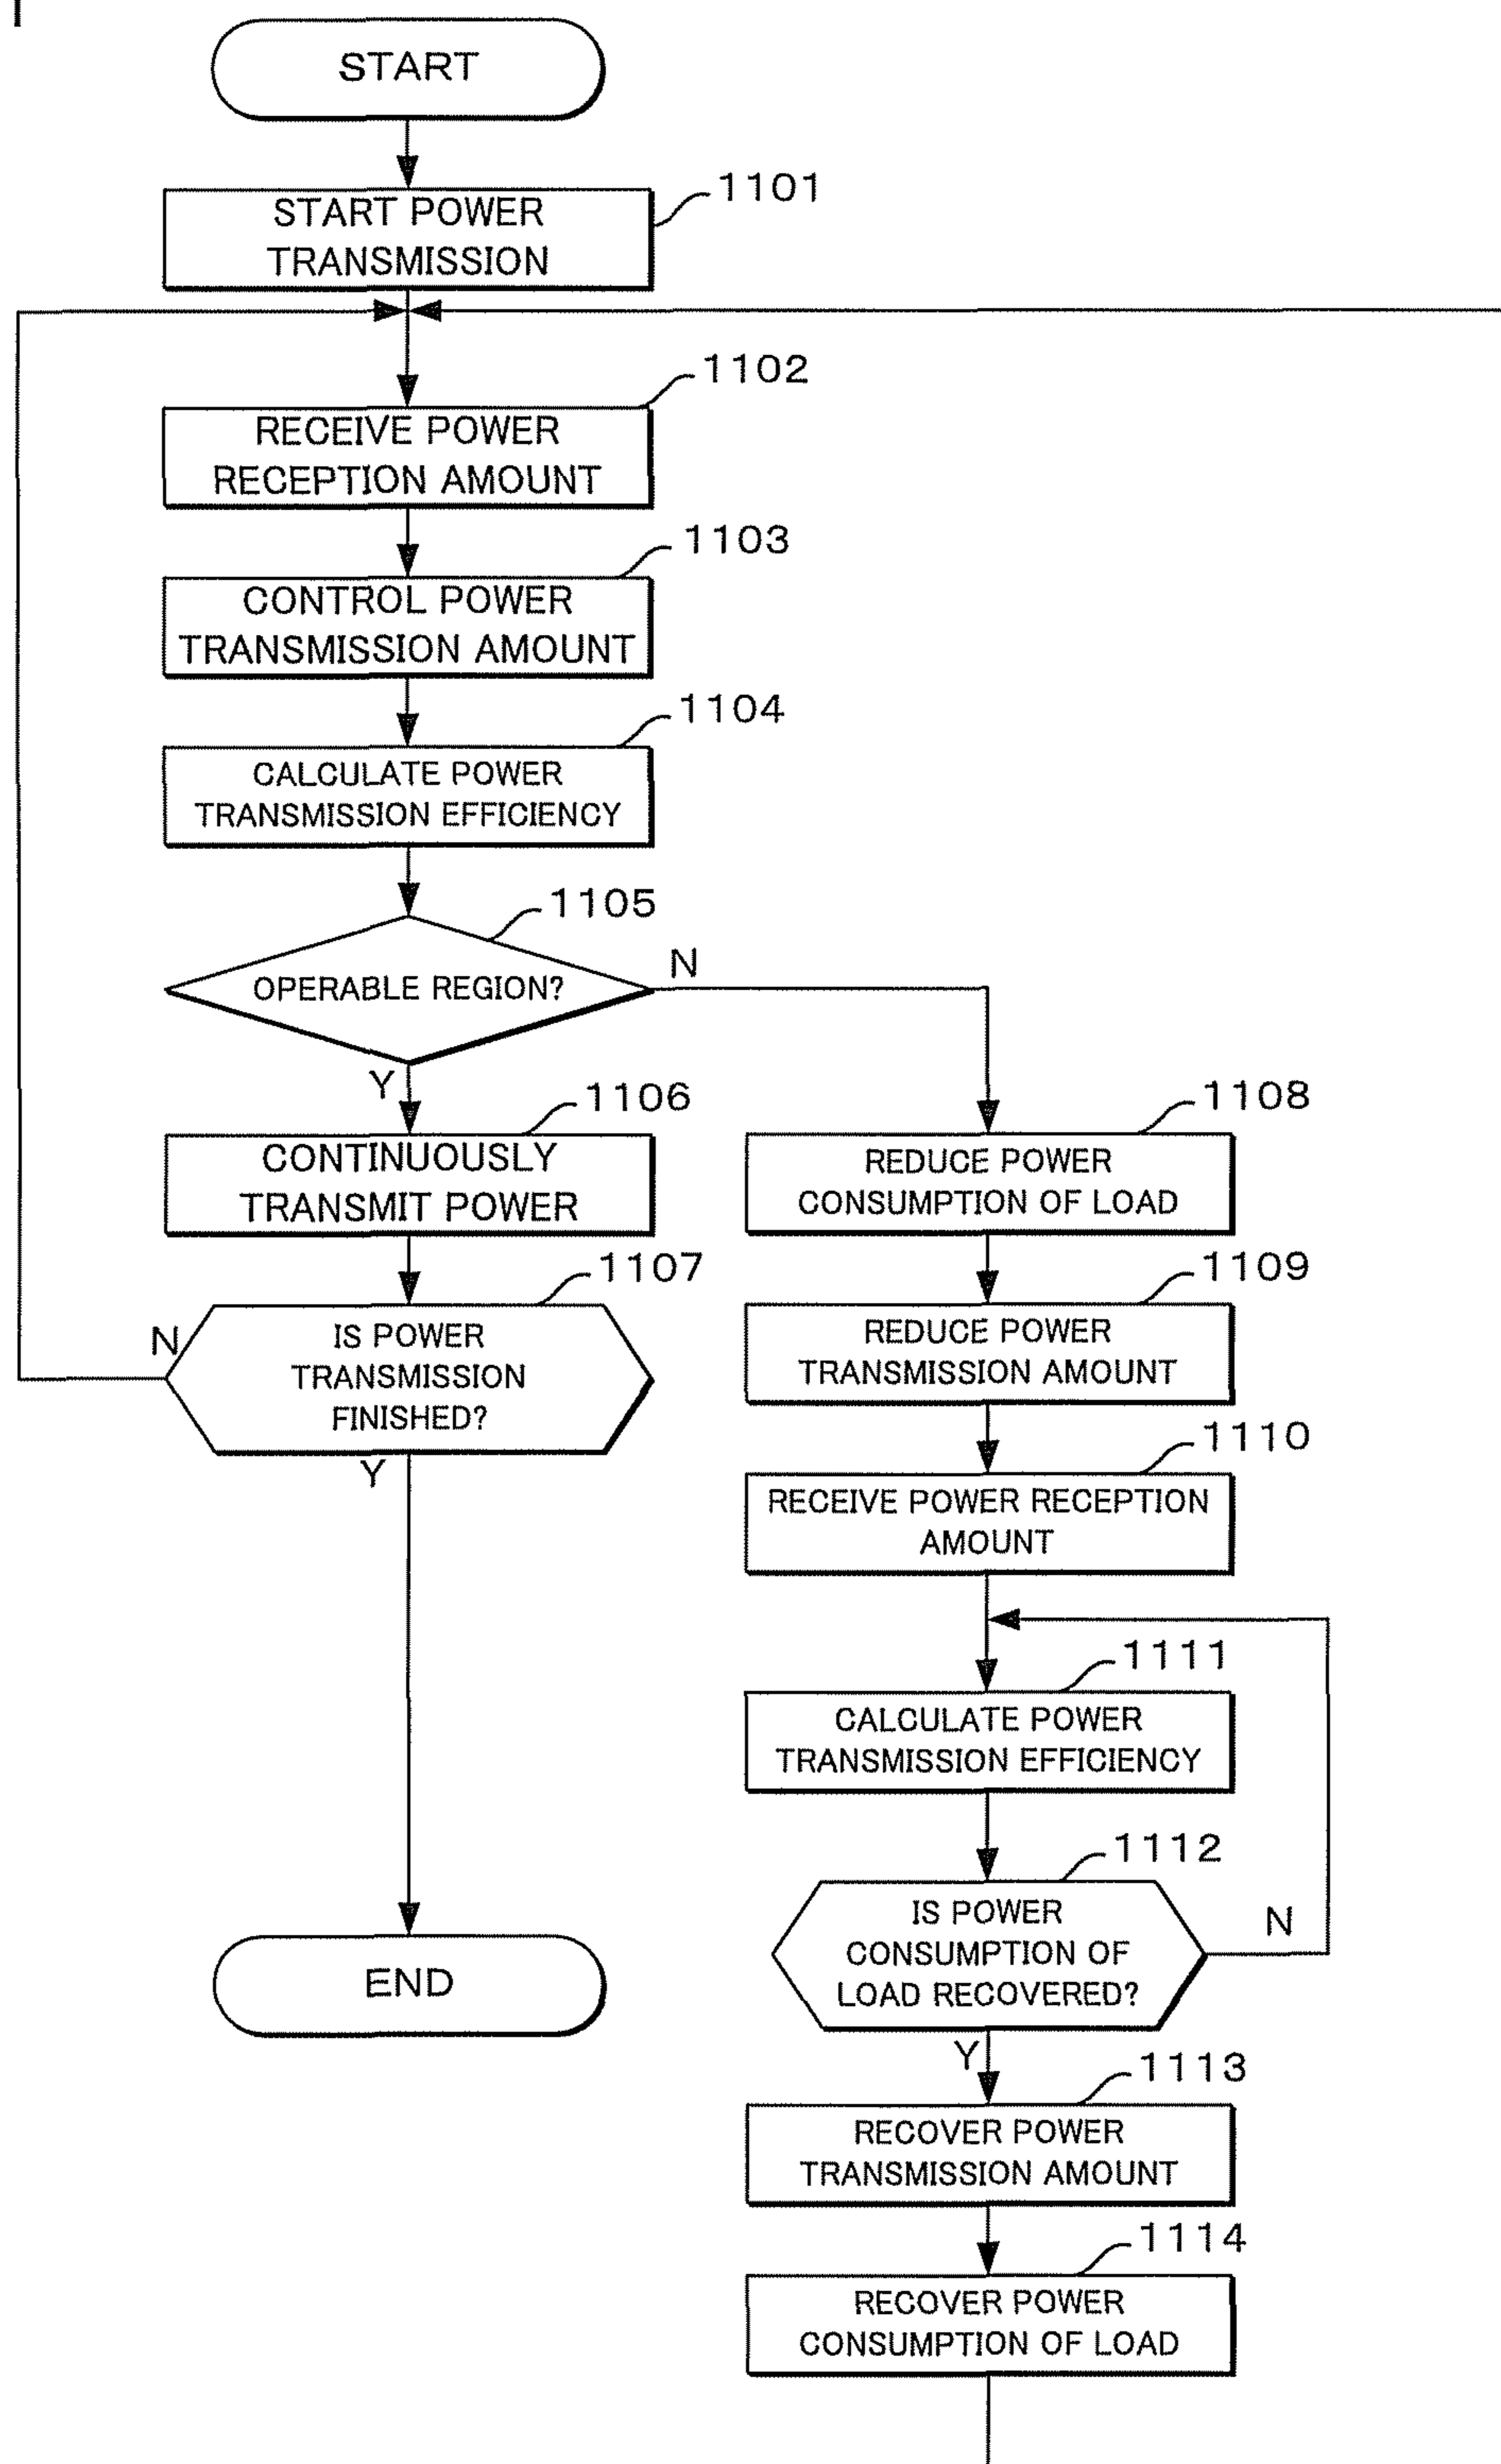 START
1101
START POWER
TRANSMISSION
1102
RECEIVE POWER
RECEPTION AMOUNT
1103
CONTROL POWER
TRANSMISSION AMOUNT
1104
CALCULATE POWER
TRANSMISSION EFFICIENCY
1105
OPERABLE REGION?
N
Y
1106
CONTINUOUSLY
TRANSMIT POWER
1107
N
IS POWER
TRANSMISSION
FINISHED?
Y
END
1108
REDUCE POWER
CONSUMPTION OF LOAD
1109
REDUCE POWER
TRANSMISSION AMOUNT
1110
RECEIVE POWER RECEPTION
AMOUNT
1111
CALCULATE POWER
TRANSMISSION EFFICIENCY
1112
IS POWER
CONSUMPTION OF
LOAD RECOVERED?
N
Y
1113
RECOVER POWER
TRANSMISSION AMOUNT
1114
RECOVER POWER
CONSUMPTION OF LOAD